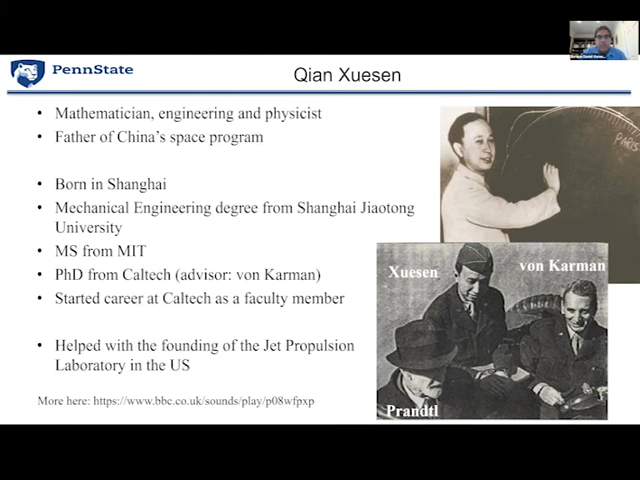 PennState
Qian Xuesen
• Mathematician, engineering and physicist
• Father of China's space program
• Born in Shanghai
• Mechanical Engineering degree from Shanghai Jiaotong
University
• MS from MIT
• PhD from Caltech (advisor: von Karman)
• Started career at Caltech as a faculty member
• Helped with the founding of the Jet Propulsion
Laboratory in the US
More here: https://www.bbc.co.uk/sounds/play/p08wfpxp
PARIS
Xuesen
von Karman
Prandtl